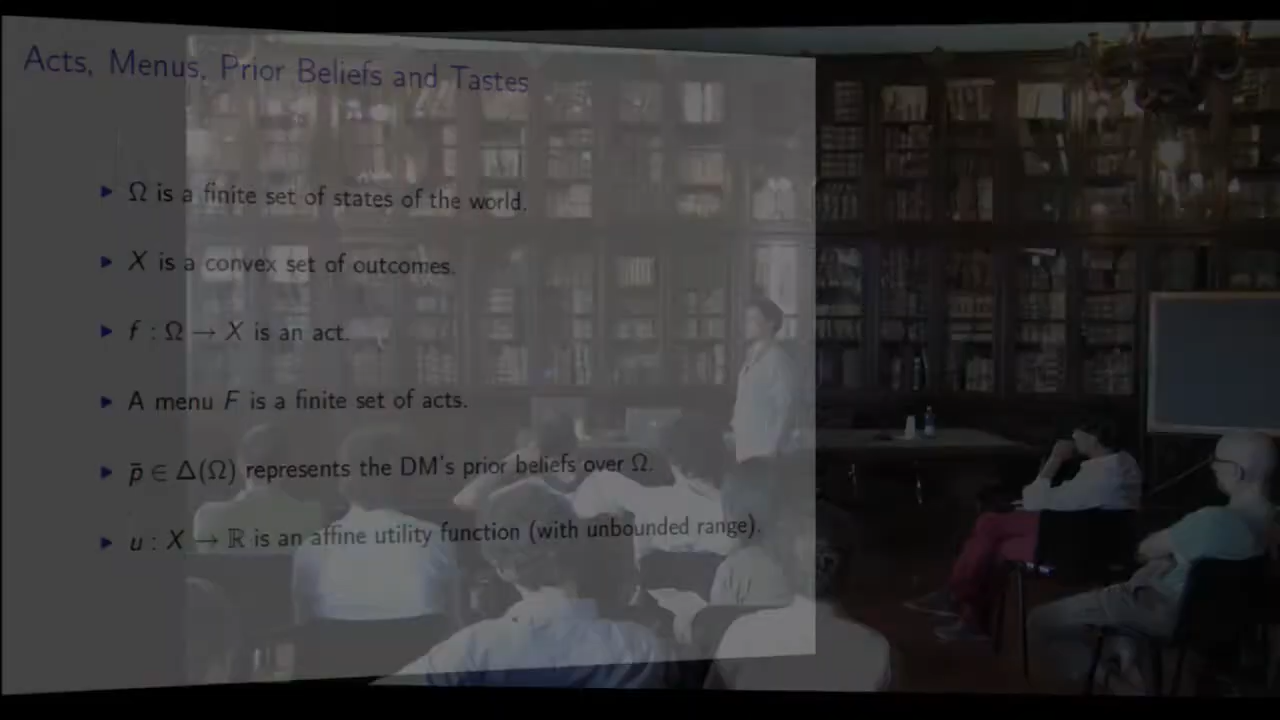 Acts, Menus, Prior Beliefs and Tastes
▶ Ω is a finite set of states of the world.
▶ X is a convex set of outcomes.
▶ f : Ω → X is an act.
▶ A menu F is a finite set of acts.
▶ p̄ ∈ Δ(Ω) represents the DM's prior beliefs over Ω.
▶ u : X → ℝ is an affine utility function (with unbounded range).